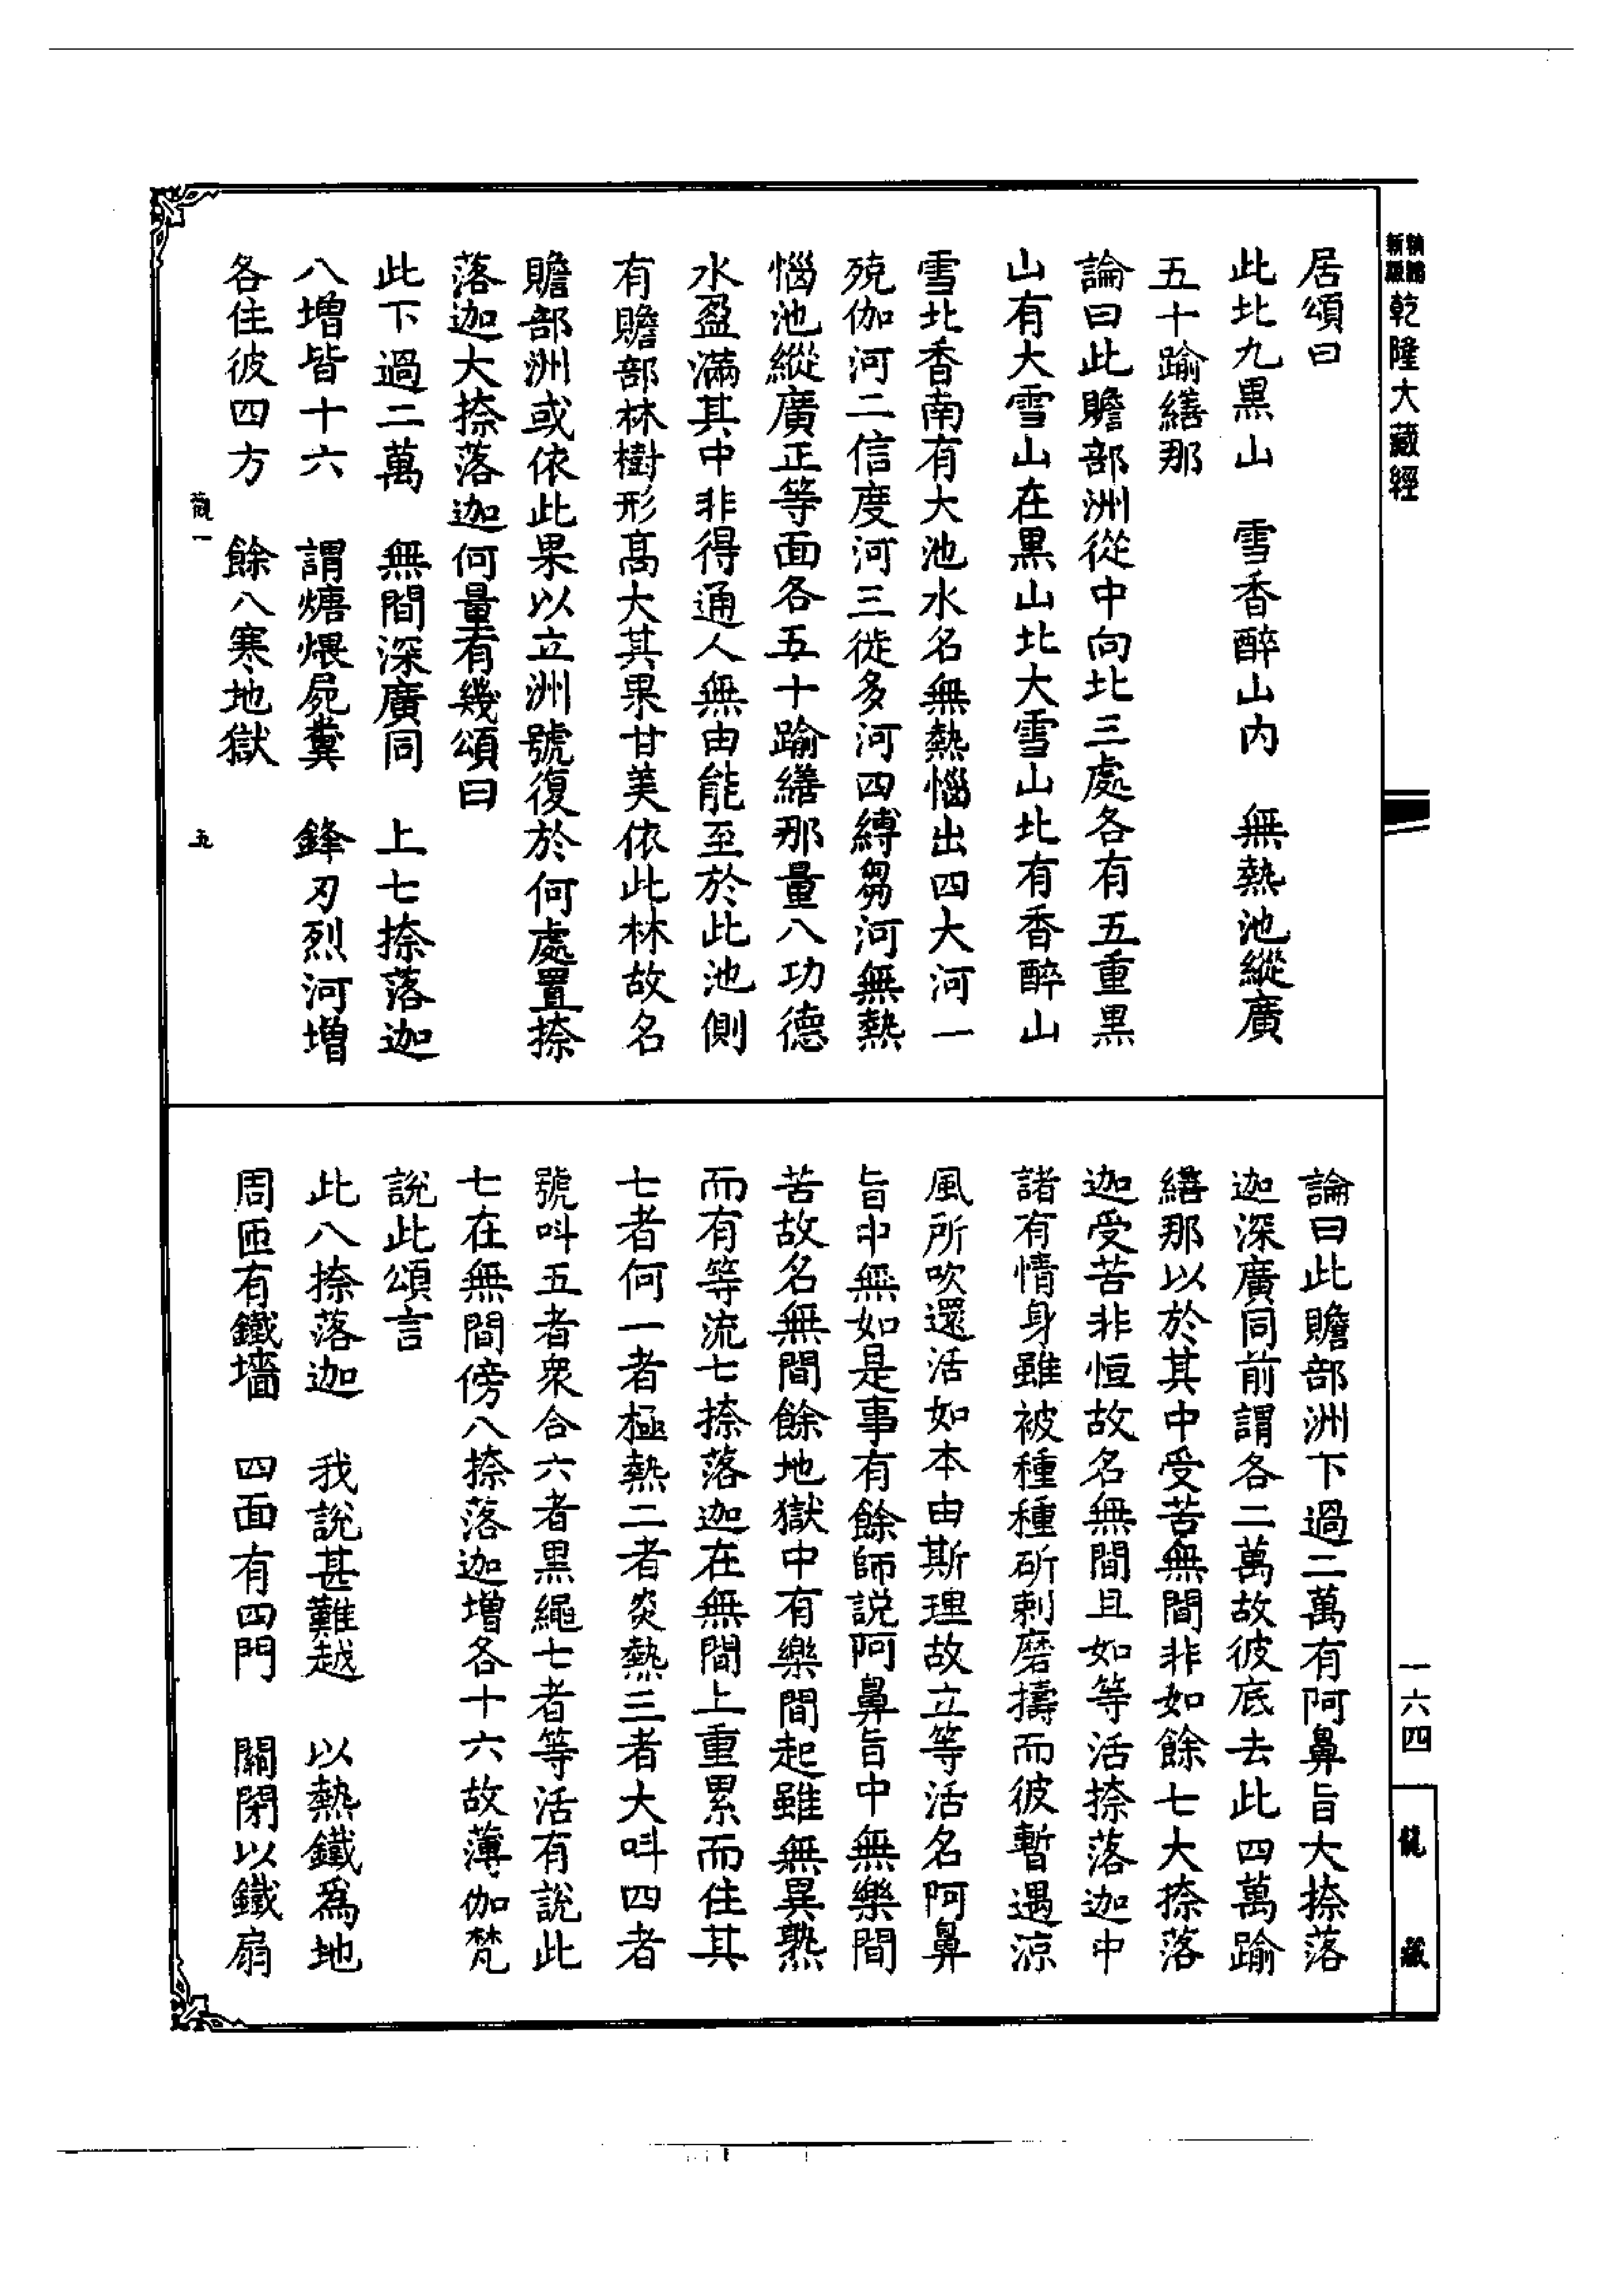 乾隆大藏經
居頌曰
此北九黑山　雪香醉山內　無熱池縱廣
五十踰繕那
論曰此贍部洲從中向北三處各有五重黑
山有大雪山在黑山北大雪山北有香醉山
雪北香南有大池水名無熱惱出四大河一
殑伽河二信度河三徙多河四縛芻河無熱
惱池縱廣正等面各五十踰繕那量八功德
水盈滿其中非得通人無由能至於此池側
有贍部林樹形高大其果甘美依此林故名
贍部洲或依此果以立洲號復於何處置捺
落迦大捺落迦何量有幾頌曰
此下過二萬　無間深廣同　上七捺落迦
八增皆十六　謂煻煨屍糞　鋒刃烈河增
各住彼四方　餘八寒地獄
觀一　五
論曰此贍部洲下過二萬有阿鼻旨大捺落
迦深廣同前謂各二萬故彼底去此四萬踰
繕那以於其中受苦無間非如餘七大捺落
迦受苦非恒故名無間且如等活捺落迦中
諸有情身雖被種種斫刺磨擣而彼暫遇涼
風所吹還活如本由斯理故立等活名阿鼻
旨中無如是事有餘師說阿鼻旨中無樂間
苦故名無間餘地獄中有樂間起雖無異熟
而有等流七捺落迦在無間上重累而住其
七者何一者極熱二者炎熱三者大叫四者
號叫五者衆合六者黑繩七者等活有說此
七在無間傍八捺落迦增各十六故薄伽梵
說此頌言
此八捺落迦　我說甚難越　以熱鐵爲地
周匝有鐵墻　四面有四門　關閉以鐵扇
一六四
龍藏